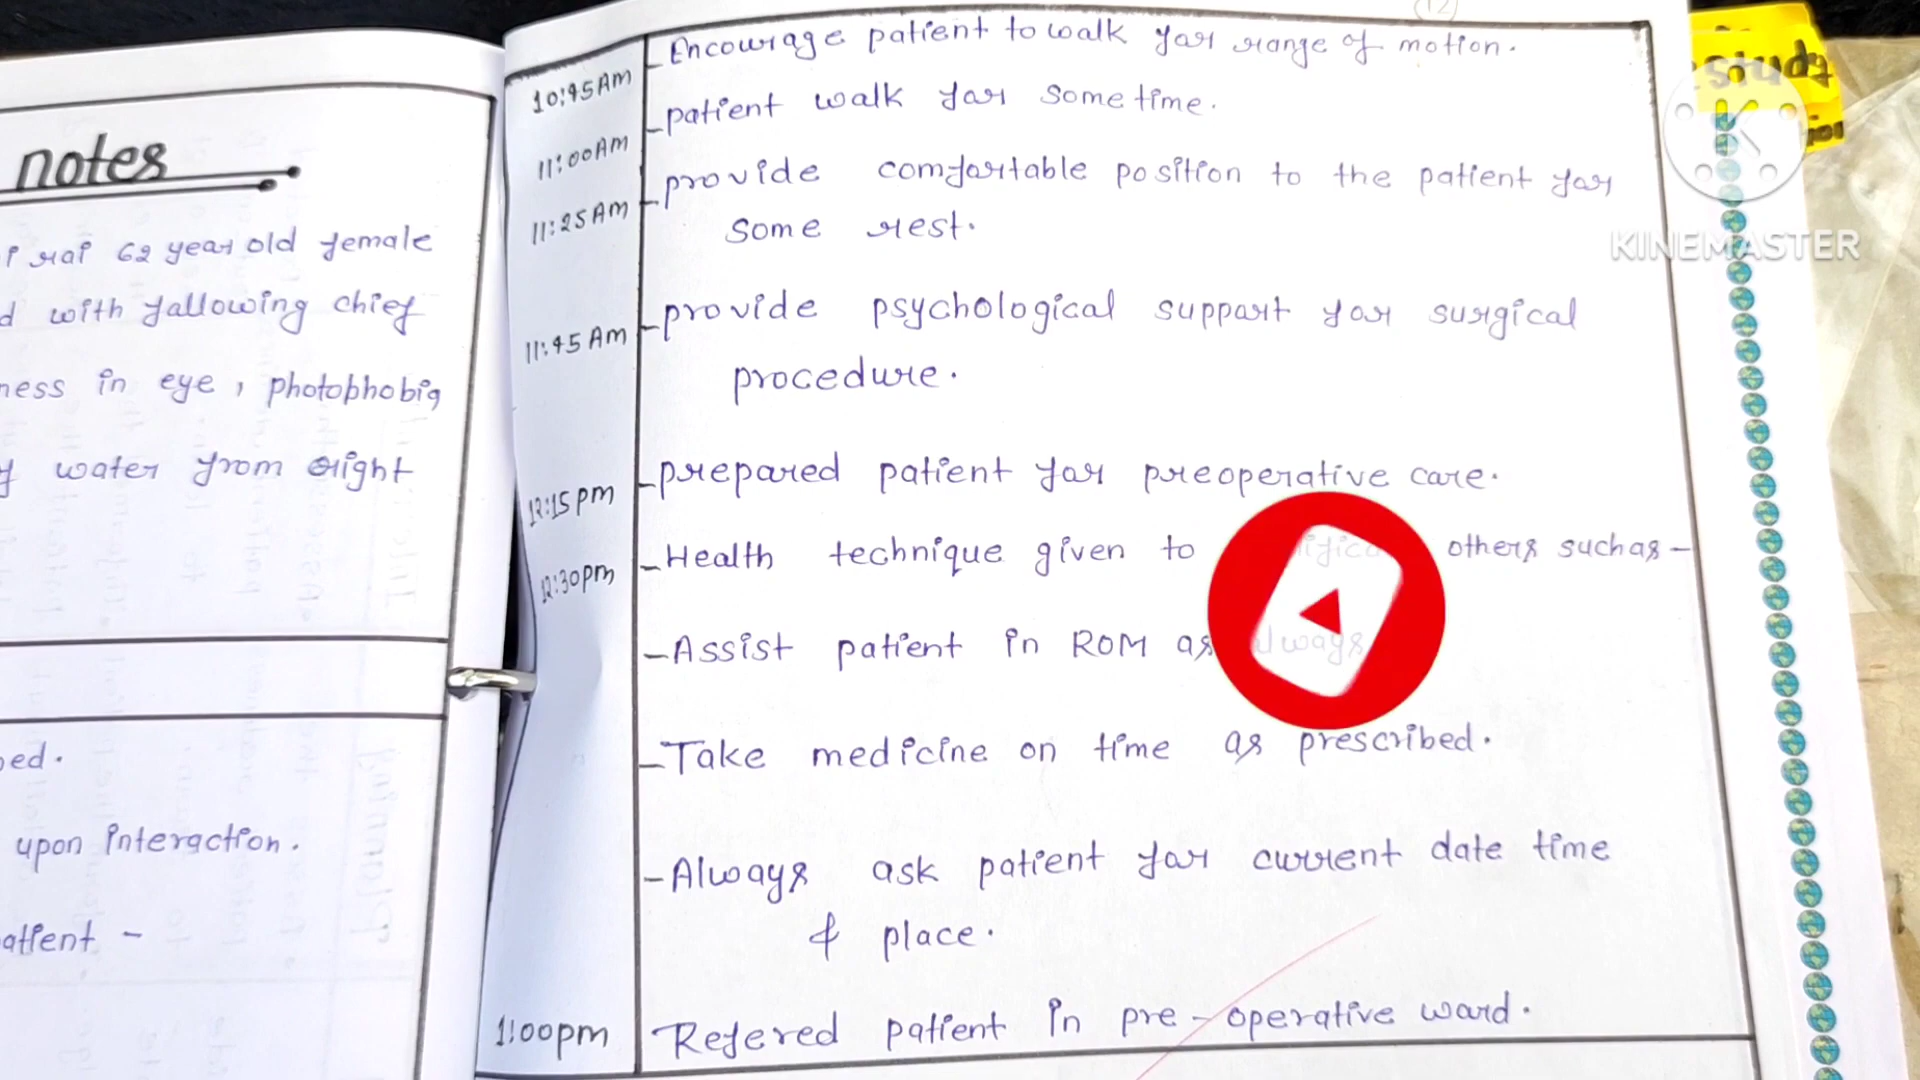 notes
rai 62 year old female
with fallowing chief
ness in eye, photophobia
water from right
bed.
upon interaction.
atient -
- Encourage patient to walk for range of motion.
10:45AM
- patient walk for some time.
11:00AM
- provide comfortable position to the patient for
11:25AM
some rest.
- provide psychological support for surgical
11:45 Am
procedure.
- prepared patient for preoperative care.
12:15pm
- Health technique given to others such as -
12:30pm
- Assist patient in ROM as always
- Take medicine on time as prescribed.
- Always ask patient for current date time
& place.
1:00pm Refered patient in pre-operative ward.
study
KINEMASTER